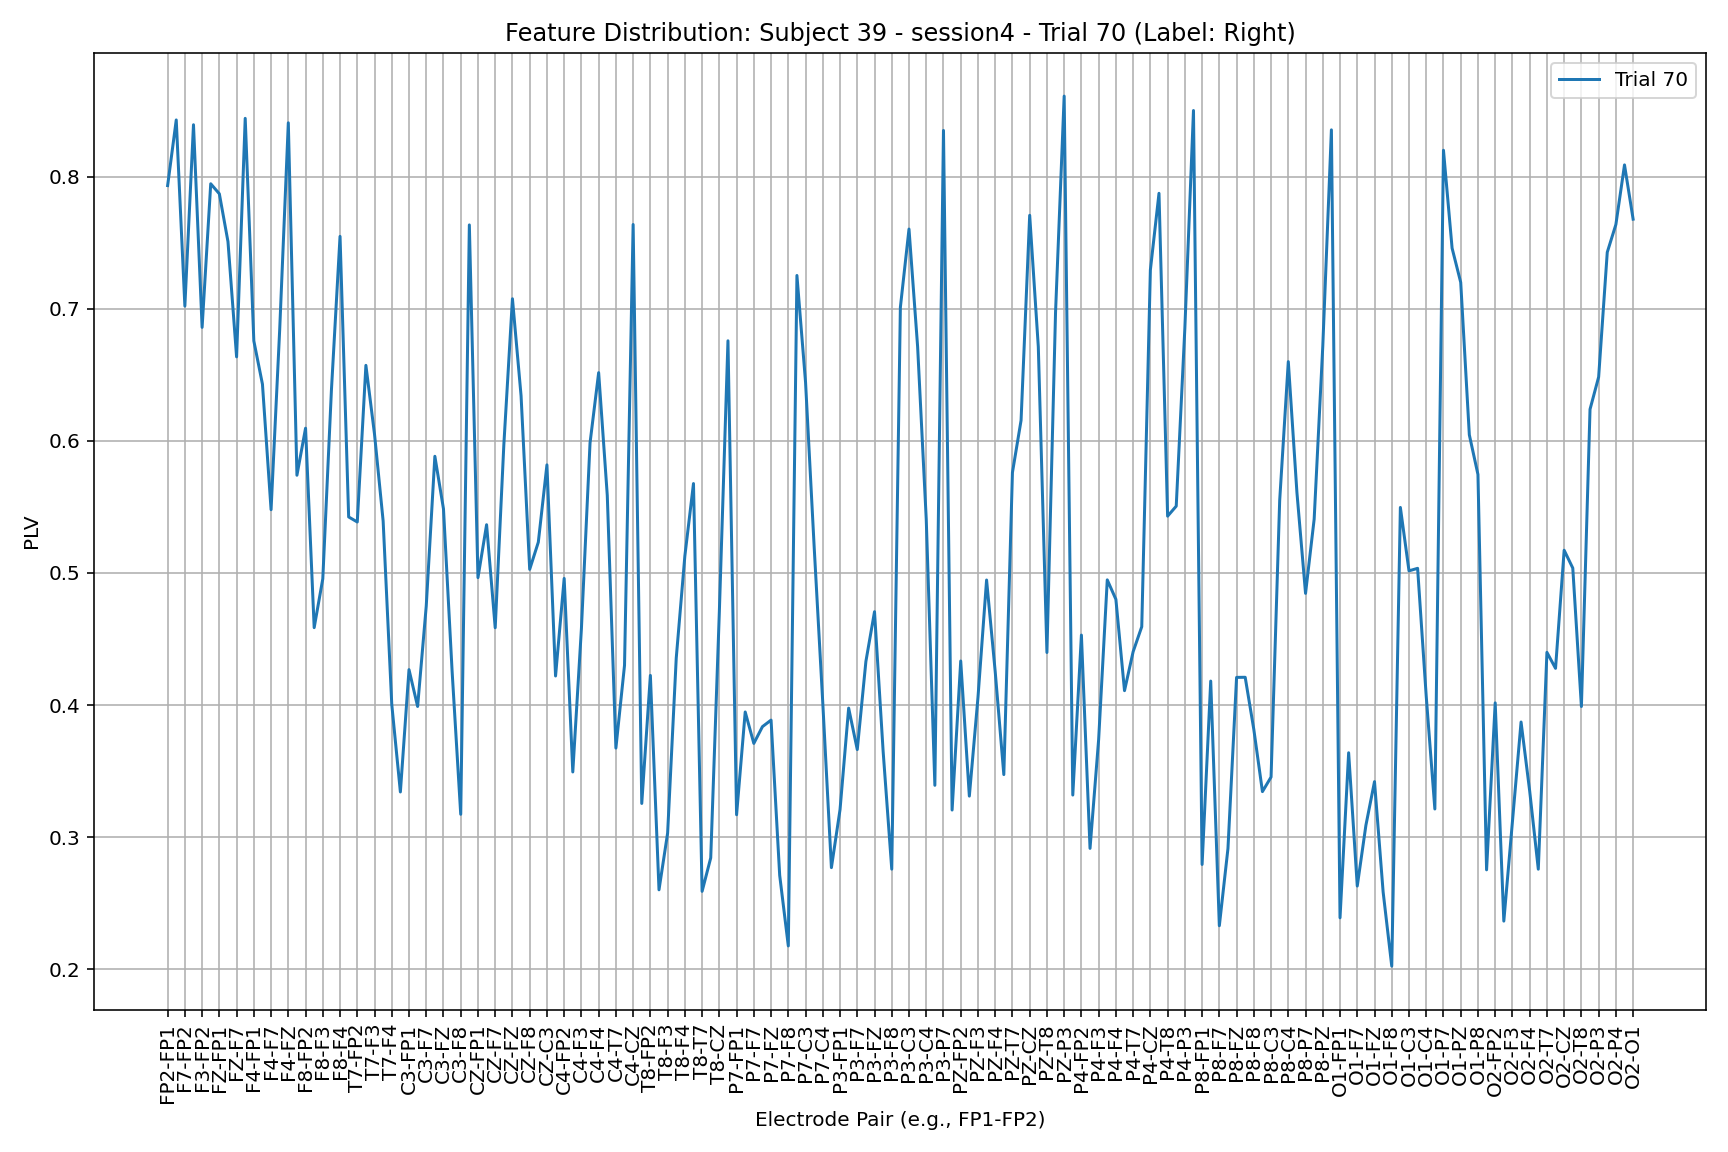 Feature Distribution: Subject 39 - session4 - Trial 70 (Label: Right)
Trial 70
PLV
0.8
0.7
0.6
0.5
0.4
0.3
0.2
FP2-FP1
F7-FP2
F3-FP2
FZ-FP1
FZ-F7
F4-FP1
F4-F7
F4-FZ
F8-FP2
F8-F3
F8-F4
T7-FP2
T7-F3
T7-F4
C3-FP1
C3-F7
C3-FZ
C3-F8
CZ-FP1
CZ-F7
CZ-FZ
CZ-F8
CZ-C3
C4-FP2
C4-F3
C4-F4
C4-T7
C4-CZ
T8-FP2
T8-F3
T8-F4
T8-T7
T8-CZ
P7-FP1
P7-F7
P7-FZ
P7-F8
P7-C3
P7-C4
P3-FP1
P3-F7
P3-FZ
P3-F8
P3-C3
P3-C4
P3-P7
PZ-FP2
PZ-F3
PZ-F4
PZ-T7
PZ-CZ
PZ-T8
PZ-P3
P4-FP2
P4-F3
P4-F4
P4-T7
P4-CZ
P4-T8
P4-P3
P8-FP1
P8-F7
P8-FZ
P8-F8
P8-C3
P8-C4
P8-P7
P8-PZ
O1-FP1
O1-F7
O1-FZ
O1-F8
O1-C3
O1-C4
O1-P7
O1-PZ
O1-P8
O2-FP2
O2-F3
O2-F4
O2-T7
O2-CZ
O2-T8
O2-P3
O2-P4
O2-O1
Electrode Pair (e.g., FP1-FP2)